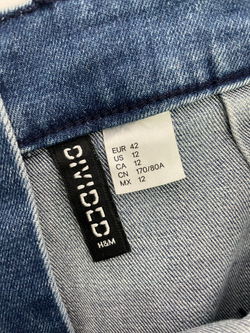 DIVIDED
H&M
EUR 42
US 12
CA 12
CN 170/80A
MX 12